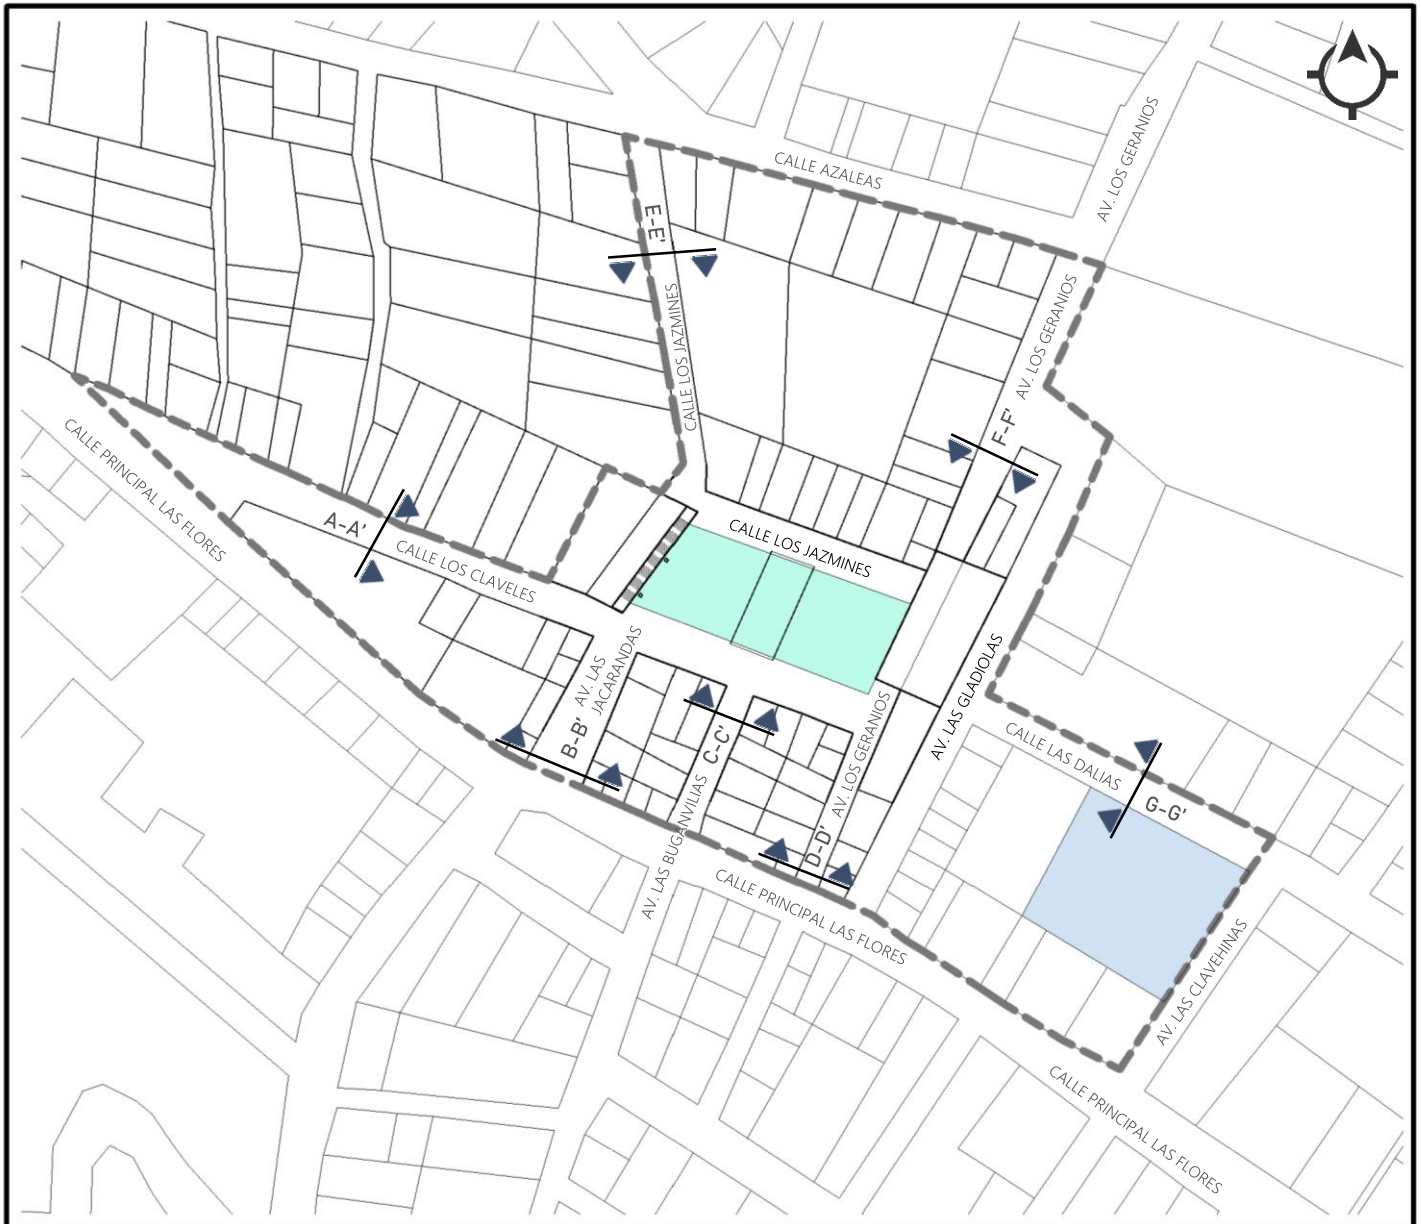 CALLE AZALEAS
AV. LOS GERANIOS
E-E'
CALLE LOS JAZMINES
AV. LOS GERANIOS
F-F'
CALLE PRINCIPAL LAS FLORES
A-A'
CALLE LOS CLAVELES
CALLE LOS JAZMINES
AV. LAS
JACARANDAS
B-B'
C-C'
AV. LAS BUGANVILIAS
AV. LOS GERANIOS
D-D'
AV. LAS GLADIOLAS
CALLE LAS DALIAS
G-G'
CALLE PRINCIPAL LAS FLORES
AV. LAS CLAVEHINAS
CALLE PRINCIPAL LAS FLORES